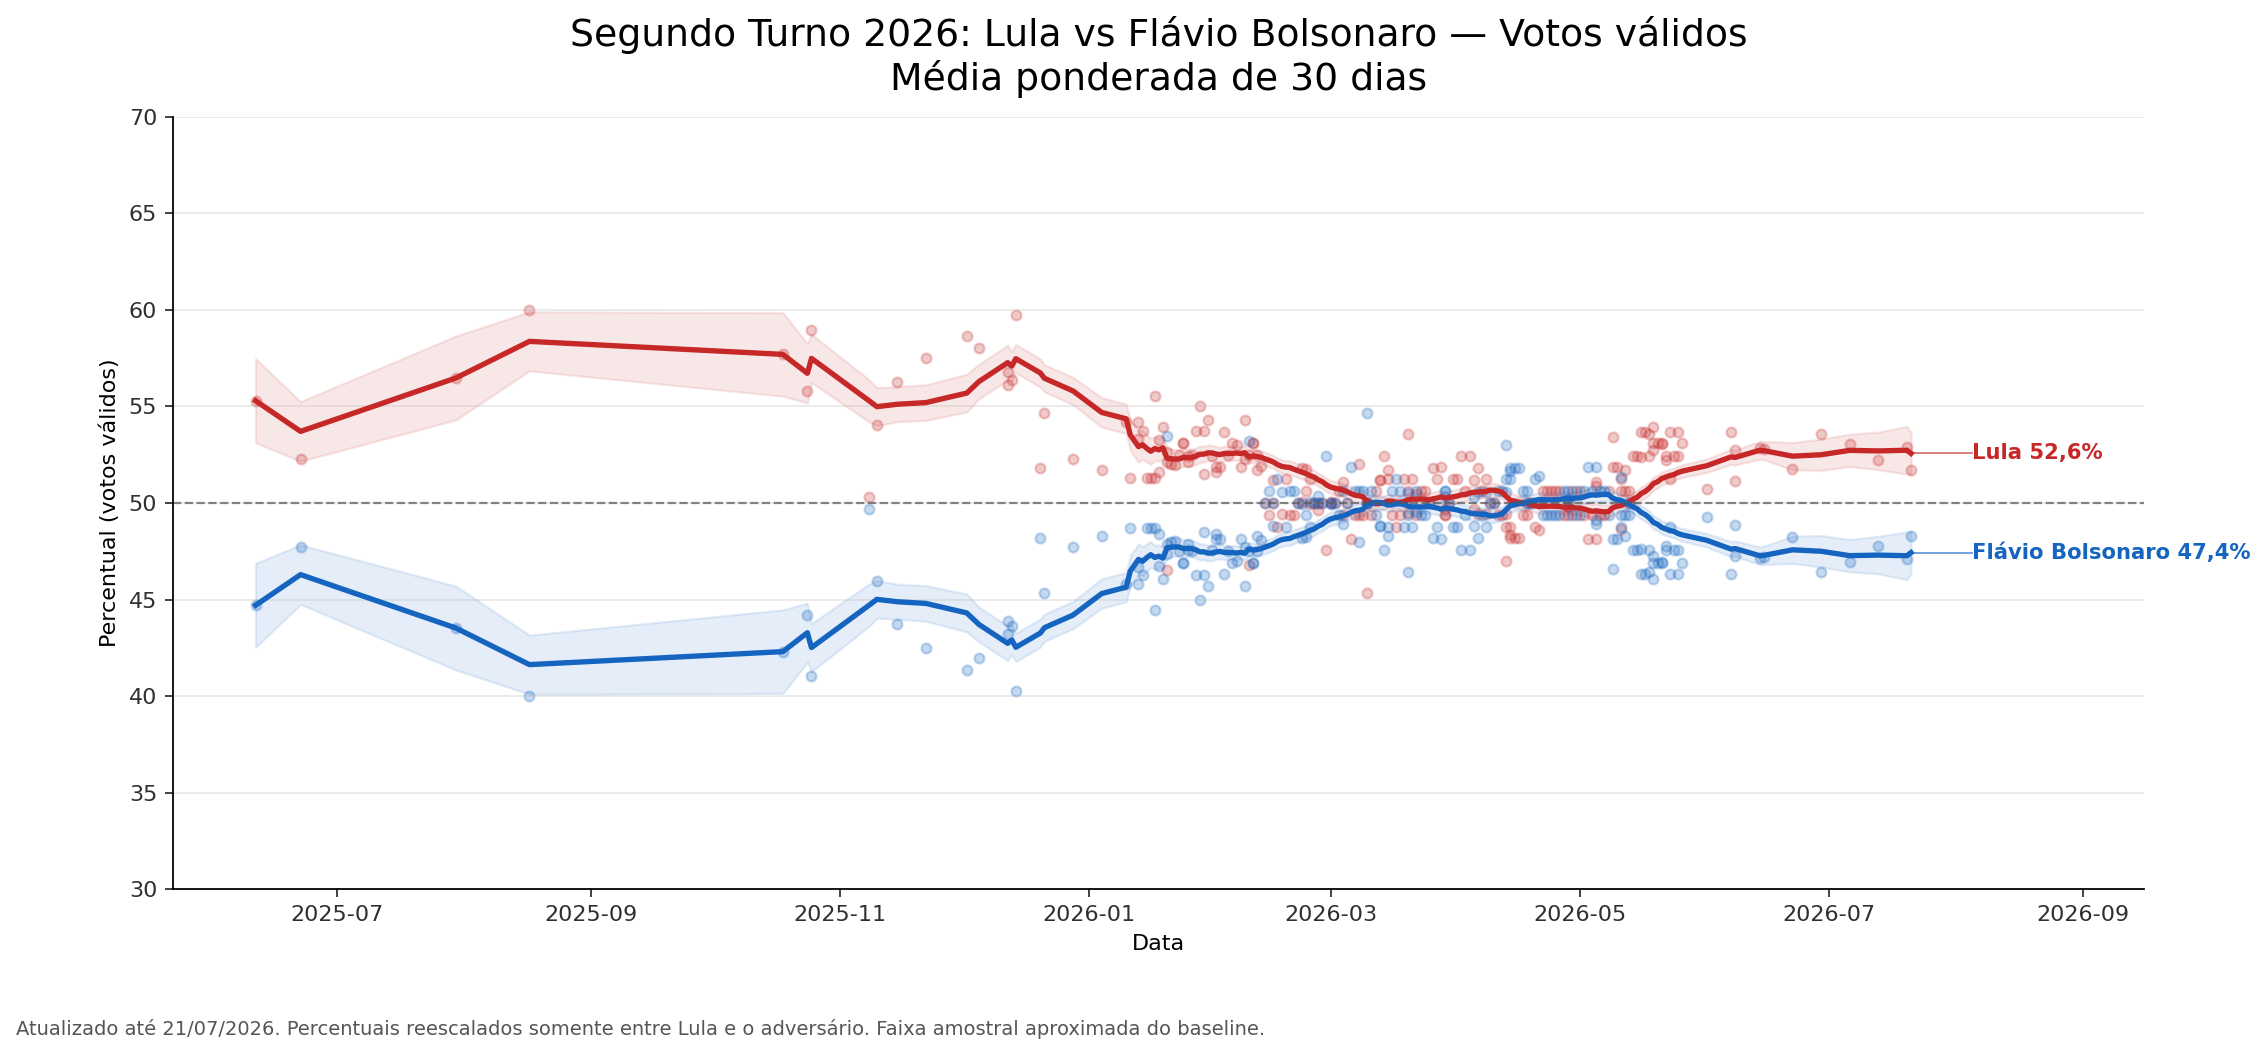 Segundo Turno 2026: Lula vs Flávio Bolsonaro — Votos válidos
Média ponderada de 30 dias
Percentual (votos válidos)
70
65
60
55
50
45
40
35
30
Lula 52,6%
Flávio Bolsonaro 47,4%
2025-07
2025-09
2025-11
2026-01
2026-03
2026-05
2026-07
2026-09
Data
Atualizado até 21/07/2026. Percentuais reescalados somente entre Lula e o adversário. Faixa amostral aproximada do baseline.